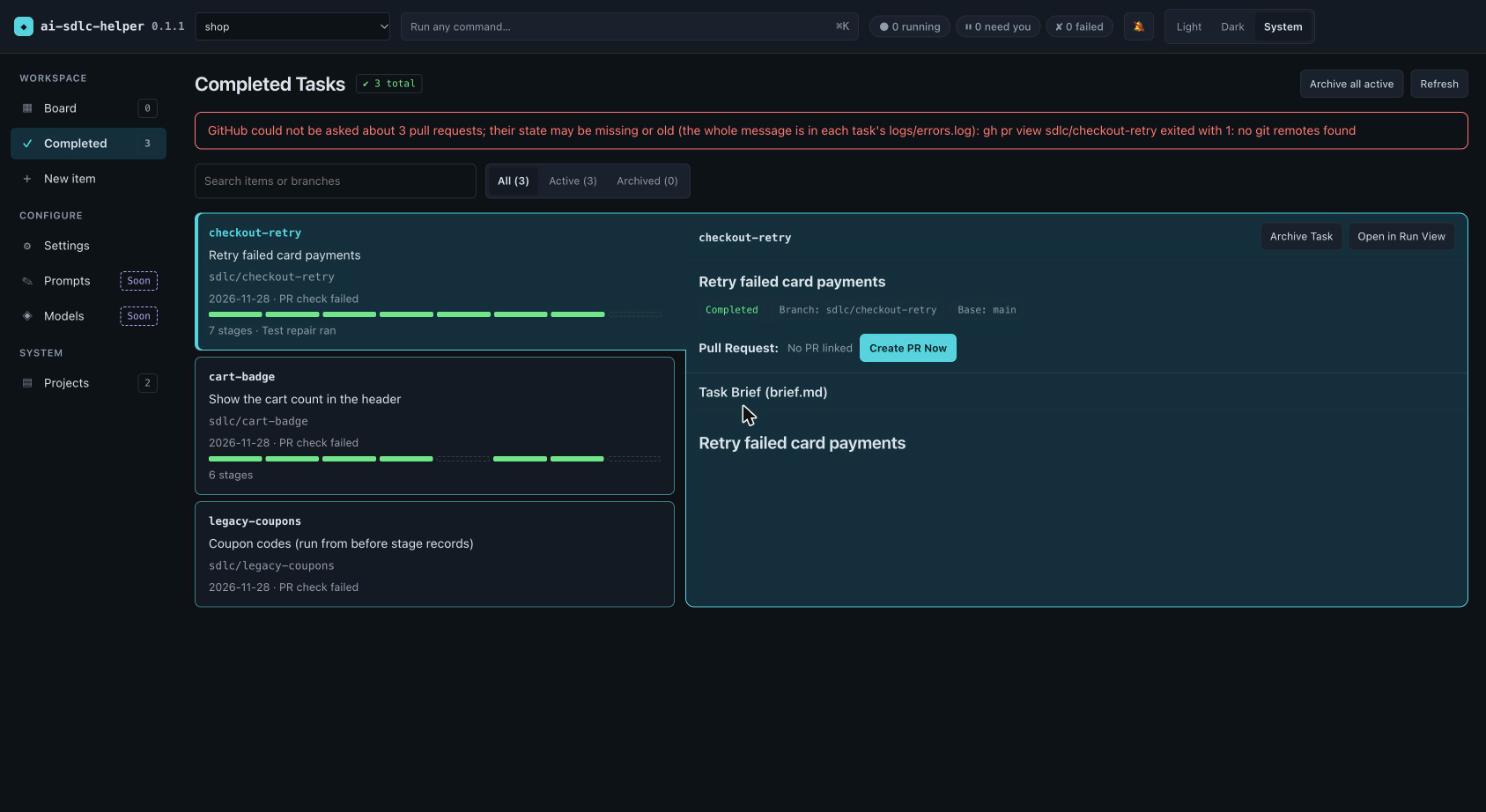 ai-sdlc-helper 0.1.1
shop
Run any command...
⌘K
0 running
0 need you
✘ 0 failed
Light
Dark
System
WORKSPACE
Board 0
Completed 3
New item
CONFIGURE
Settings
Prompts Soon
Models Soon
SYSTEM
Projects 2
Completed Tasks
✔ 3 total
Archive all active
Refresh
GitHub could not be asked about 3 pull requests; their state may be missing or old (the whole message is in each task's logs/errors.log): gh pr view sdlc/checkout-retry exited with 1: no git remotes found
Search items or branches
All (3)
Active (3)
Archived (0)
checkout-retry
Retry failed card payments
sdlc/checkout-retry
2026-11-28 · PR check failed
7 stages · Test repair ran
cart-badge
Show the cart count in the header
sdlc/cart-badge
2026-11-28 · PR check failed
6 stages
legacy-coupons
Coupon codes (run from before stage records)
sdlc/legacy-coupons
2026-11-28 · PR check failed
checkout-retry
Archive Task
Open in Run View
Retry failed card payments
Completed
Branch: sdlc/checkout-retry
Base: main
Pull Request: No PR linked
Create PR Now
Task Brief (brief.md)
Retry failed card payments